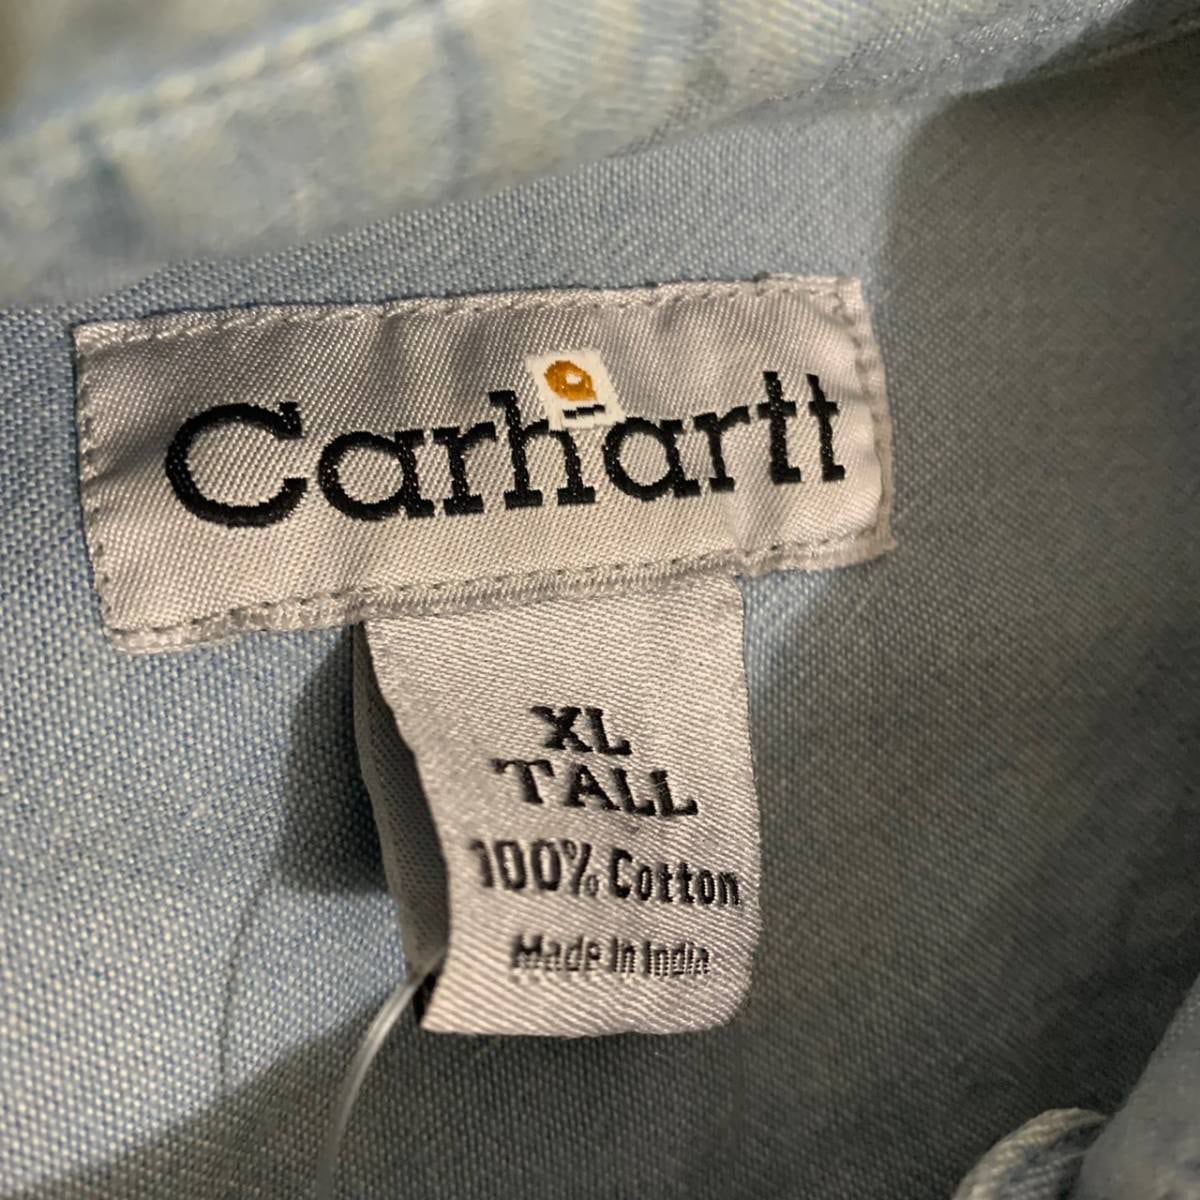 Carhartt
XL
TALL
100% Cotton
Made In India